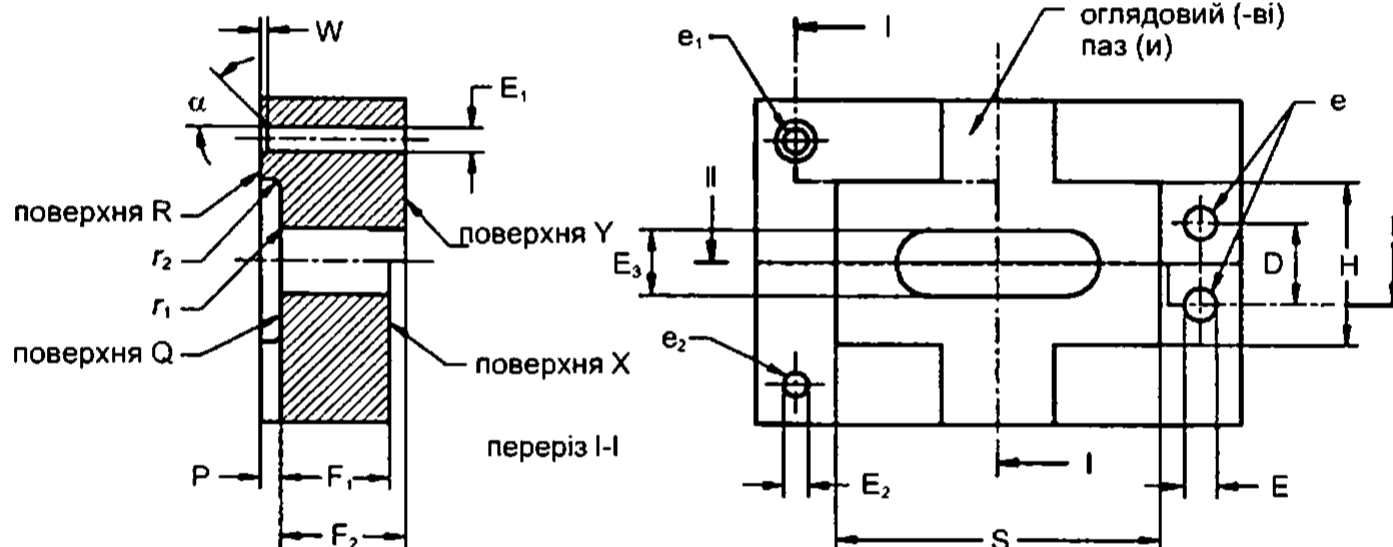 W
α
E₁
поверхня R
r₂
поверхня Y
r₁
поверхня Q
поверхня X
переріз I-I
P
F₁
F₂
оглядовий (-ві)
паз (и)
e₁
I
e
II
E₃
D
H
e₂
I
E₂
E
S